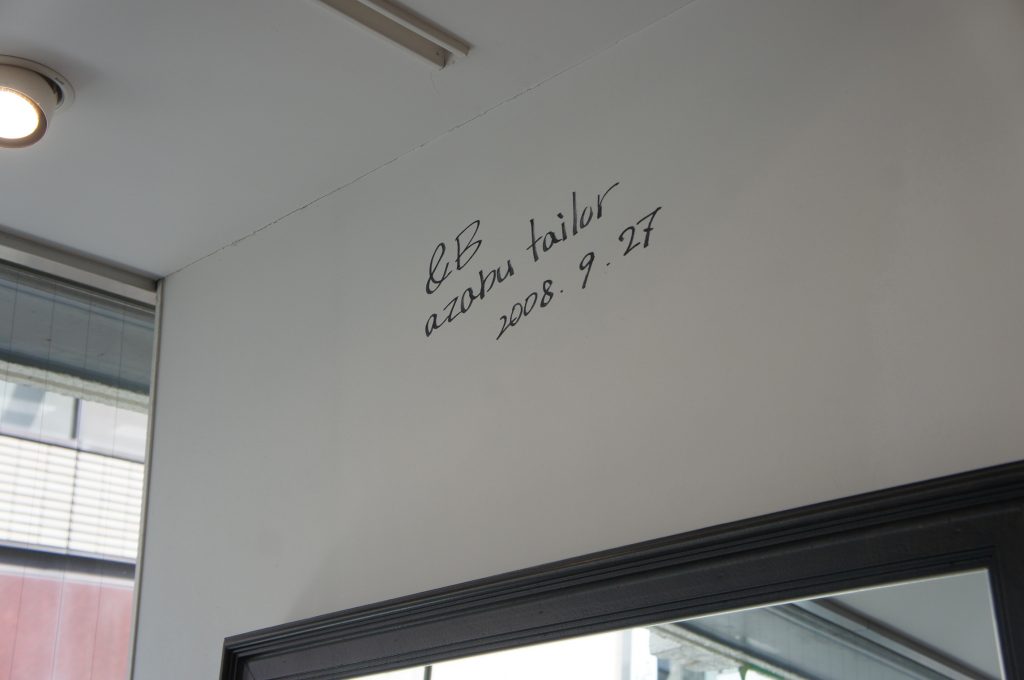 &B
azabu tailor
2008. 9. 27